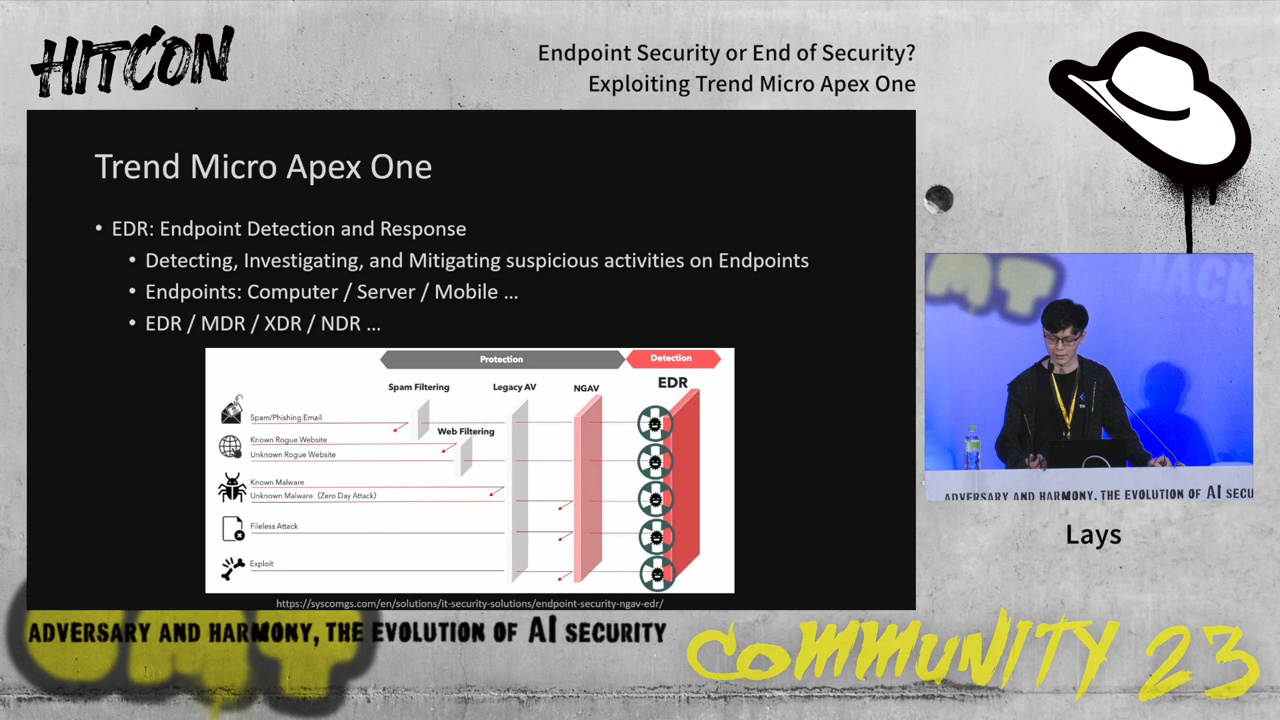 HITCON
Endpoint Security or End of Security?
Exploiting Trend Micro Apex One
Trend Micro Apex One
• EDR: Endpoint Detection and Response
• Detecting, Investigating, and Mitigating suspicious activities on Endpoints
• Endpoints: Computer / Server / Mobile ...
• EDR / MDR / XDR / NDR ...
Protection
Detection
Spam Filtering
Legacy AV
NGAV
EDR
Spam/Phishing Email
Web Filtering
Known Rogue Website
Unknown Rogue Website
Known Malware
Unknown Malware (Zero Day Attack)
Fileless Attack
Exploit
https://syscomgs.com/en/solutions/it-security-solutions/endpoint-security-ngav-edr/
HACK
ADVERSARY AND HARMONY, THE EVOLUTION OF AI SECU
Lays
ADVERSARY AND HARMONY, THE EVOLUTION OF AI SECURITY
COMMUNITY 23